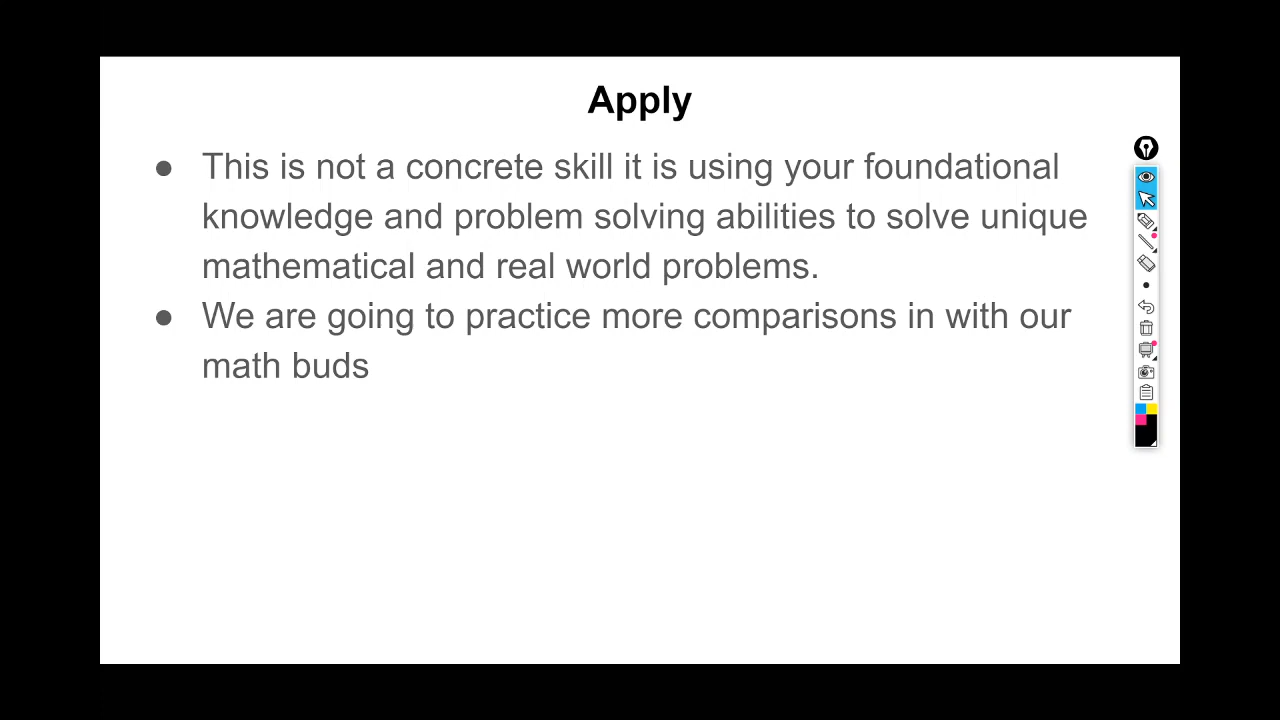 Apply
● This is not a concrete skill it is using your foundational
knowledge and problem solving abilities to solve unique
mathematical and real world problems.
● We are going to practice more comparisons in with our
math buds